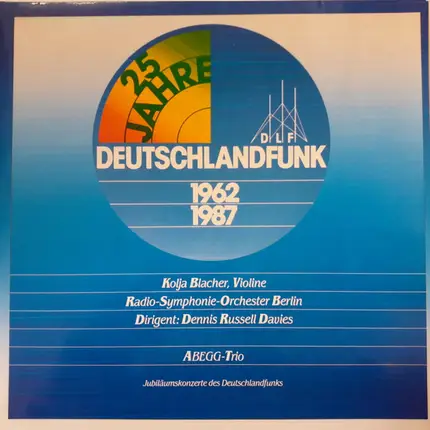 25
JAHRE
DLF
DEUTSCHLANDFUNK
1962
1987
Kolja Blacher, Violine
Radio-Symphonie-Orchester Berlin
Dirigent: Dennis Russell Davies
ABEGG-Trio
Jubiläumskonzerte des Deutschlandfunks